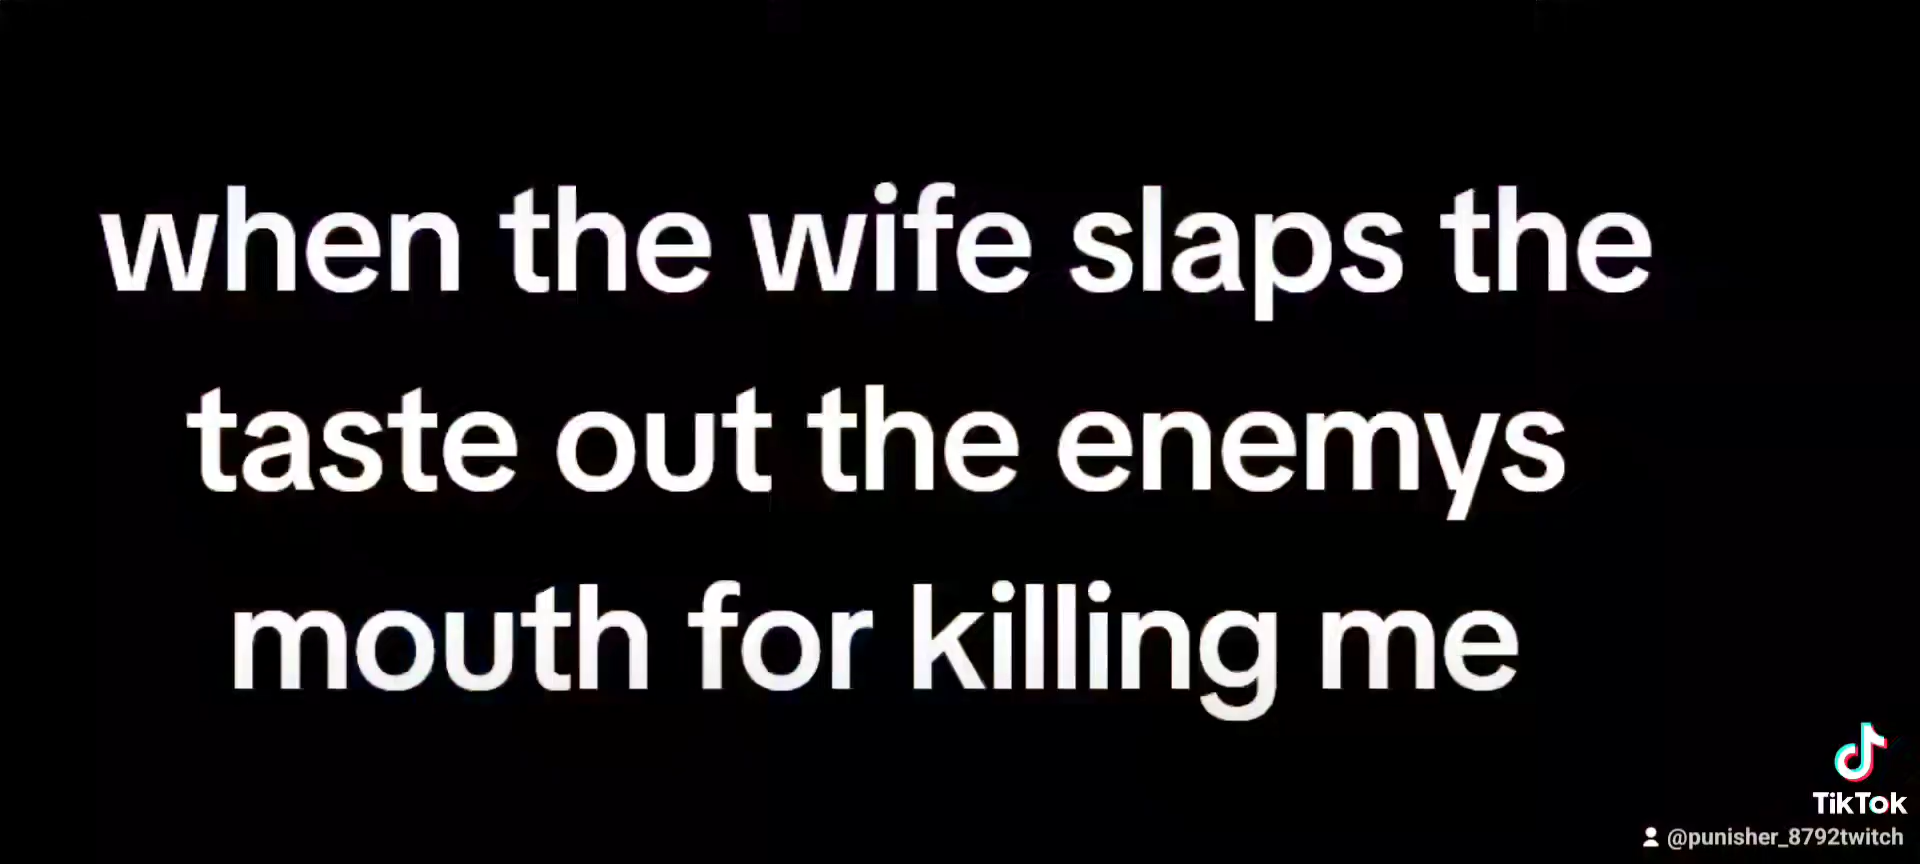 when the wife slaps the
taste out the enemys
mouth for killing me
TikTok
@punisher_8792twitch